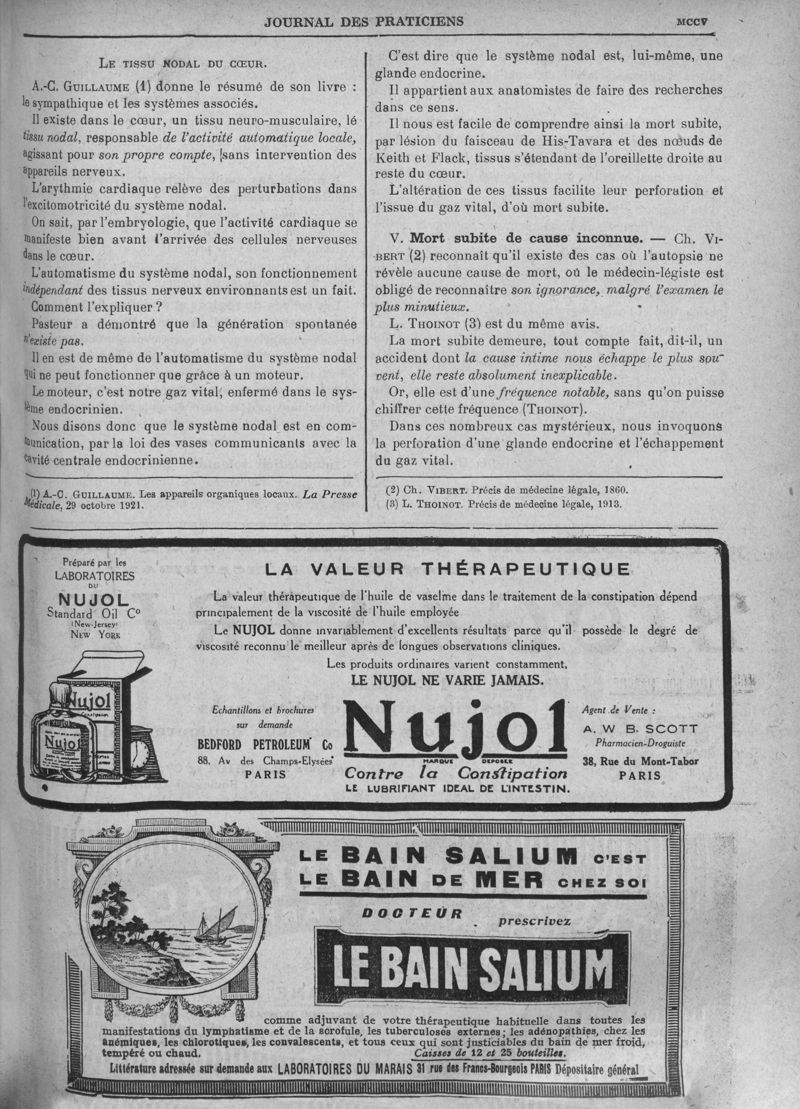 JOURNAL DES PRATICIENS
MCCV
LE TISSU NODAL DU CŒUR.
A.-C. GUILLAUME (1) donne le résumé de son livre :
le sympathique et les systèmes associés.
Il existe dans le cœur, un tissu neuro-musculaire, lé
tissu nodal, responsable de l'activité automatique locale,
agissant pour son propre compte, sans intervention des
appareils nerveux.
L'arythmie cardiaque relève des perturbations dans
l'excitomotricité du système nodal.
On sait, par l'embryologie, que l'activité cardiaque se
manifeste bien avant l'arrivée des cellules nerveuses
dans le cœur.
L'automatisme du système nodal, son fonctionnement
indépendant des tissus nerveux environnants est un fait.
Comment l'expliquer ?
Pasteur a démontré que la génération spontanée
n'existe pas.
Il en est de même de l'automatisme du système nodal
qui ne peut fonctionner que grâce à un moteur.
Le moteur, c'est notre gaz vital, enfermé dans le sys-
tème endocrinien.
Nous disons donc que le système nodal est en com-
munication, par la loi des vases communicants avec la
cavité centrale endocrinienne.
(1) A.-C. GUILLAUME. Les appareils organiques locaux. La Presse
Médicale, 29 octobre 1921.
C'est dire que le système nodal est, lui-même, une
glande endocrine.
Il appartient aux anatomistes de faire des recherches
dans ce sens.
Il nous est facile de comprendre ainsi la mort subite,
par lésion du faisceau de His-Tavara et des nœuds de
Keith et Flack, tissus s'étendant de l'oreillette droite au
reste du cœur.
L'altération de ces tissus facilite leur perforation et
l'issue du gaz vital, d'où mort subite.
V. Mort subite de cause inconnue. — Ch. VI-
BERT (2) reconnaît qu'il existe des cas où l'autopsie ne
révèle aucune cause de mort, où le médecin-légiste est
obligé de reconnaître son ignorance, malgré l'examen le
plus minutieux.
L. THOINOT (3) est du même avis.
La mort subite demeure, tout compte fait, dit-il, un
accident dont la cause intime nous échappe le plus sou-
vent, elle reste absolument inexplicable.
Or, elle est d'une fréquence notable, sans qu'on puisse
chiffrer cette fréquence (THOINOT).
Dans ces nombreux cas mystérieux, nous invoquons
la perforation d'une glande endocrine et l'échappement
du gaz vital.
(2) Ch. VIBERT. Précis de médecine légale, 1860.
(3) L. THOINOT. Précis de médecine légale, 1913.
Préparé par les
LABORATOIRES
DU
NUJOL
Standard Oil Co
(New-Jersey)
NEW YORK
Nujol
Nujol
LA VALEUR THÉRAPEUTIQUE
La valeur thérapeutique de l'huile de vaseline dans le traitement de la constipation dépend
principalement de la viscosité de l'huile employée
Le NUJOL donne invariablement d'excellents résultats parce qu'il possède le degré de
viscosité reconnu le meilleur après de longues observations cliniques.
Les produits ordinaires varient constamment,
LE NUJOL NE VARIE JAMAIS.
Echantillons et brochures
sur demande
BEDFORD PETROLEUM Co
88, Av des Champs-Elysées
PARIS
Nujol
MARQUE DÉPOSÉE
Contre la Constipation
LE LUBRIFIANT IDEAL DE L'INTESTIN.
Agent de Vente :
A. W B. SCOTT
Pharmacien-Droguiste
38, Rue du Mont-Tabor
PARIS
LE BAIN SALIUM C'EST
LE BAIN DE MER CHEZ SOI
DOCTEUR
prescrivez
LE BAIN SALIUM
comme adjuvant de votre thérapeutique habituelle dans toutes les
manifestations du lymphatisme et de la scrofule, les tuberculoses externes ; les adénopathies, chez les
anémiques, les chlorotiques, les convalescents, et tous ceux qui sont justiciables du bain de mer froid,
tempéré ou chaud. Caisses de 12 et 25 bouteilles.
Littérature adressée sur demande aux LABORATOIRES DU MARAIS 31 rue des Francs-Bourgeois PARIS Dépositaire général